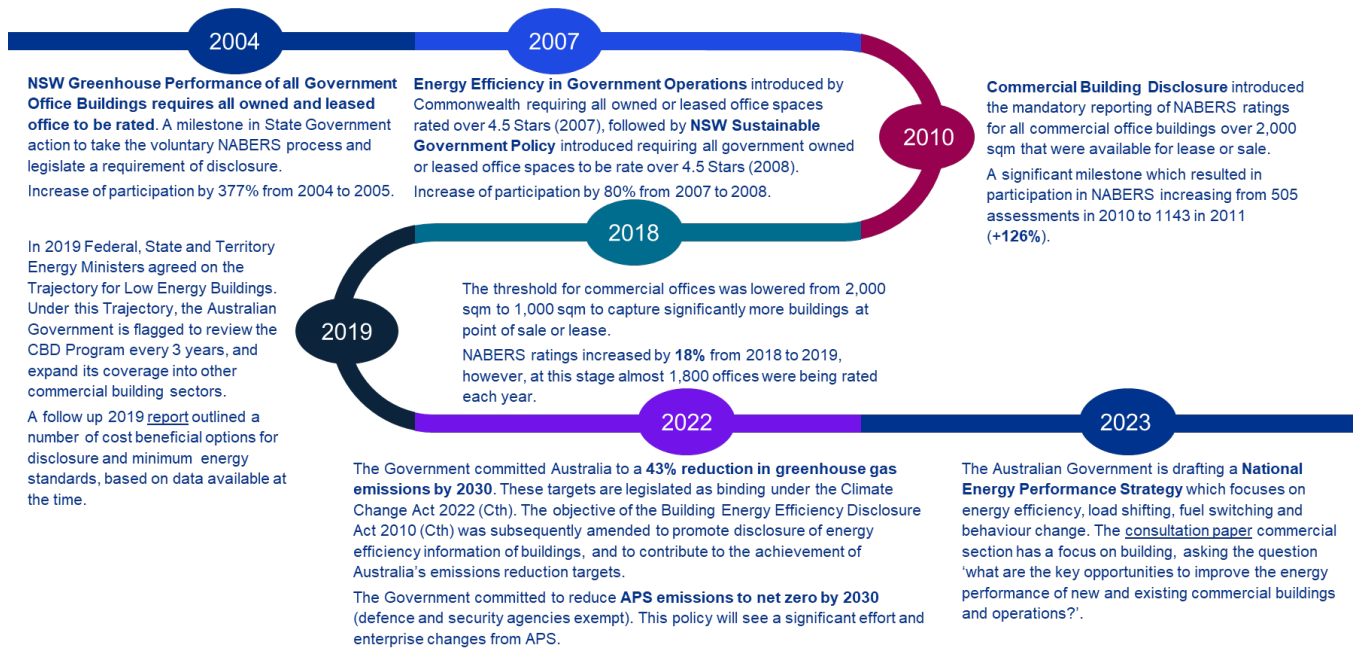 2004
NSW Greenhouse Performance of all Government
Office Buildings requires all owned and leased
office to be rated. A milestone in State Government
action to take the voluntary NABERS process and
legislate a requirement of disclosure.
Increase of participation by 377% from 2004 to 2005.
2007
Energy Efficiency in Government Operations introduced by
Commonwealth requiring all owned or leased office spaces
rated over 4.5 Stars (2007), followed by NSW Sustainable
Government Policy introduced requiring all government owned
or leased office spaces to be rate over 4.5 Stars (2008).
Increase of participation by 80% from 2007 to 2008.
2010
Commercial Building Disclosure introduced
the mandatory reporting of NABERS ratings
for all commercial office buildings over 2,000
sqm that were available for lease or sale.
A significant milestone which resulted in
participation in NABERS increasing from 505
assessments in 2010 to 1143 in 2011
(+126%).
2018
The threshold for commercial offices was lowered from 2,000
sqm to 1,000 sqm to capture significantly more buildings at
point of sale or lease.
NABERS ratings increased by 18% from 2018 to 2019,
however, at this stage almost 1,800 offices were being rated
each year.
2019
In 2019 Federal, State and Territory
Energy Ministers agreed on the
Trajectory for Low Energy Buildings.
Under this Trajectory, the Australian
Government is flagged to review the
CBD Program every 3 years, and
expand its coverage into other
commercial building sectors.
A follow up 2019 report outlined a
number of cost beneficial options for
disclosure and minimum energy
standards, based on data available at
the time.
2022
The Government committed Australia to a 43% reduction in greenhouse gas
emissions by 2030. These targets are legislated as binding under the Climate
Change Act 2022 (Cth). The objective of the Building Energy Efficiency Disclosure
Act 2010 (Cth) was subsequently amended to promote disclosure of energy
efficiency information of buildings, and to contribute to the achievement of
Australia's emissions reduction targets.
The Government committed to reduce APS emissions to net zero by 2030
(defence and security agencies exempt). This policy will see a significant effort and
enterprise changes from APS.
2023
The Australian Government is drafting a National
Energy Performance Strategy which focuses on
energy efficiency, load shifting, fuel switching and
behaviour change. The consultation paper commercial
section has a focus on building, asking the question
'what are the key opportunities to improve the energy
performance of new and existing commercial buildings
and operations?'.